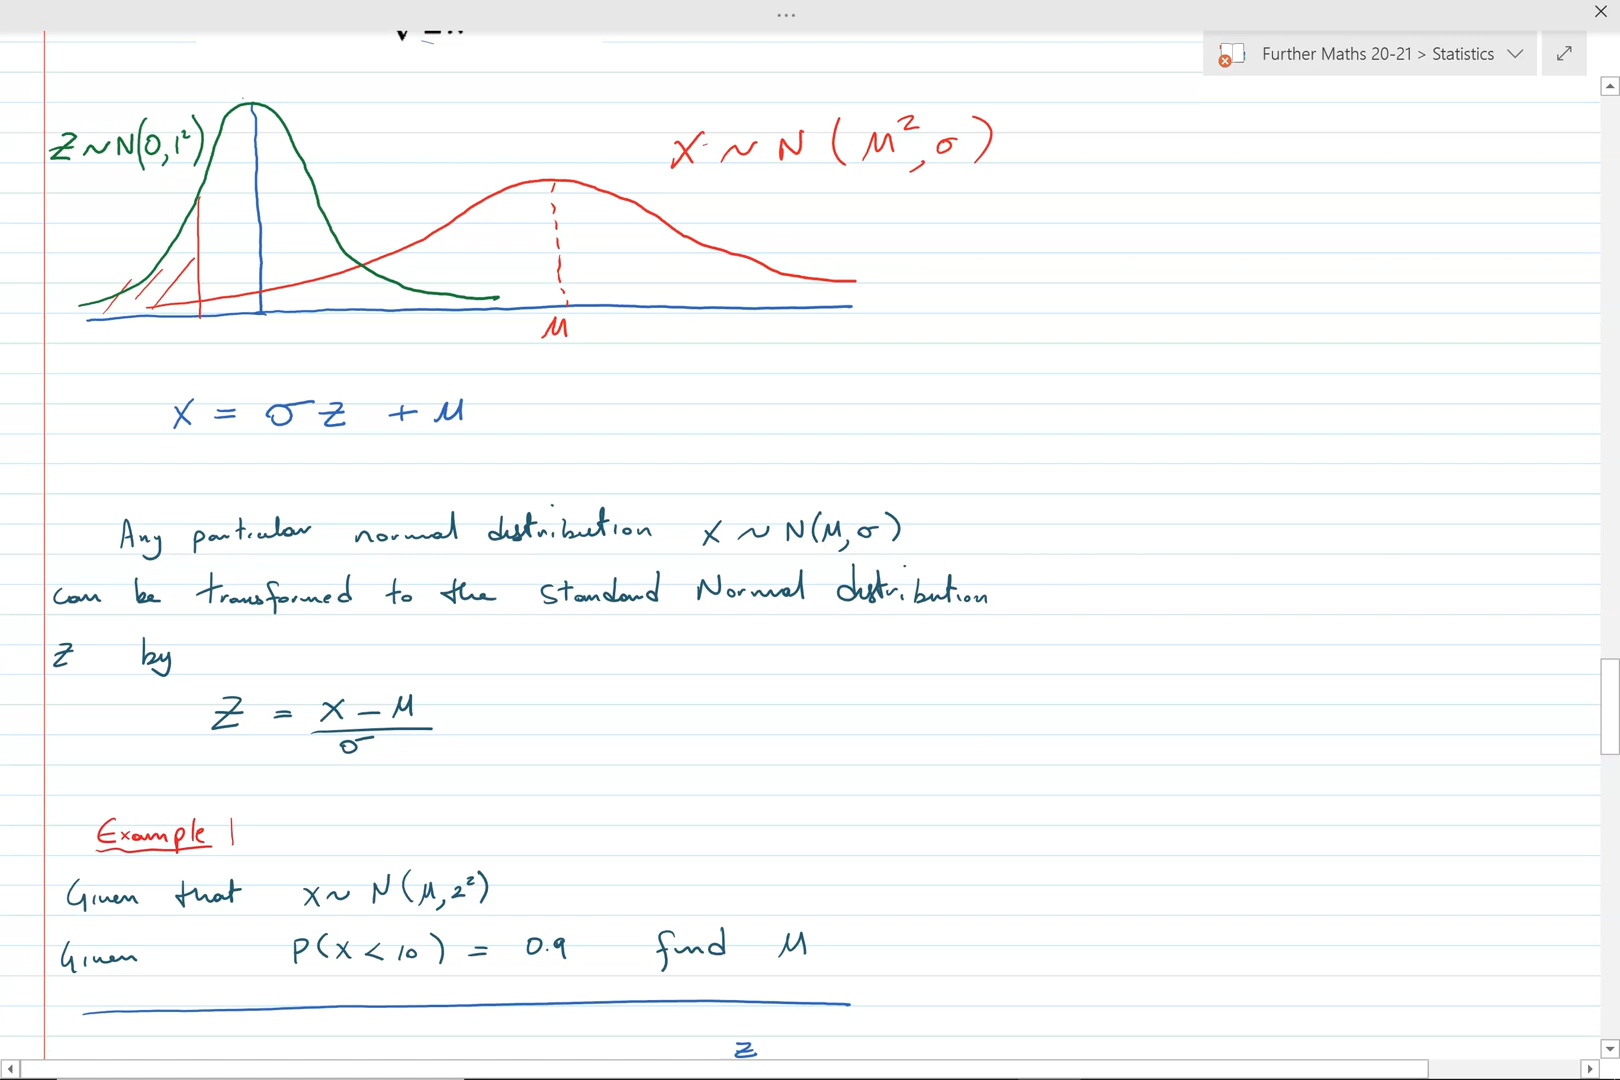 Further Maths 20-21 > Statistics
Z ~ N(0, 1²)
X ~ N(μ², σ)
μ
X = σZ + μ
Any particular normal distribution X ~ N(μ, σ)
can be transformed to the Standard Normal distribution
Z by
Z = X - μ
σ
Example 1
Given that X ~ N(μ, 2²)
Given P(X < 10) = 0.9 find μ
Z